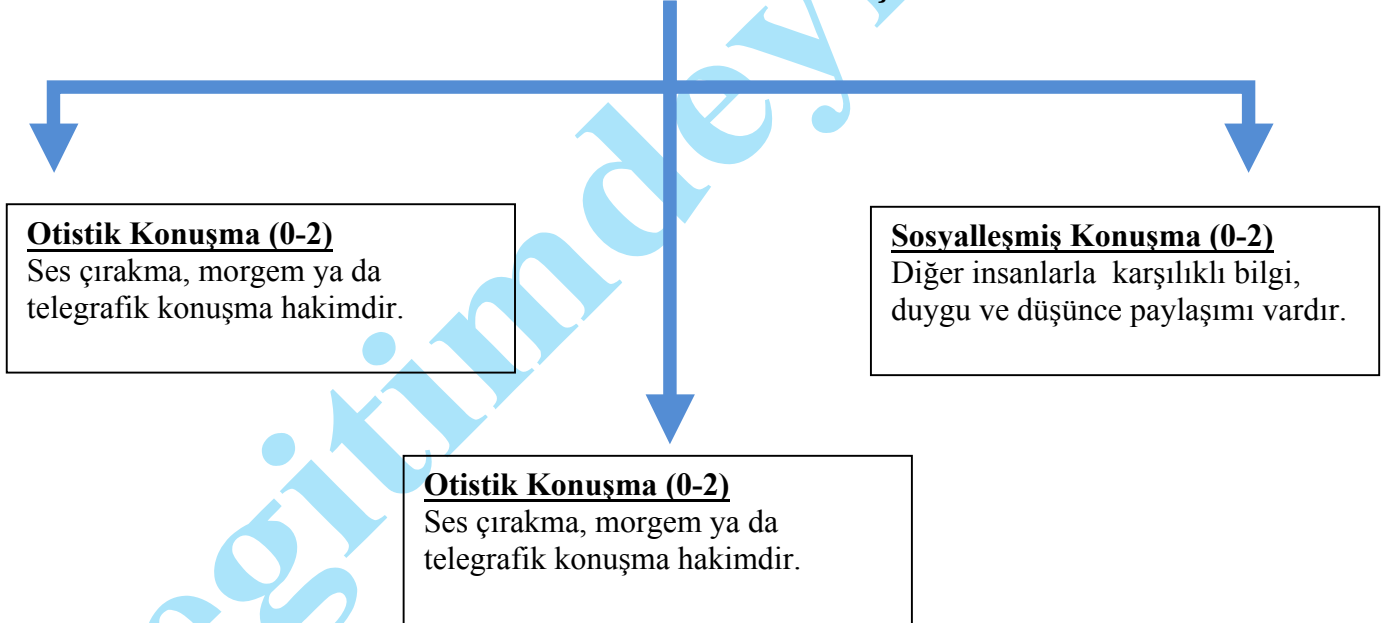 Otistik Konuşma (0-2)
Ses çırakma, morgem ya da
telegrafik konuşma hakimdir.
Sosyalleşmiş Konuşma (0-2)
Diğer insanlarla karşılıklı bilgi,
duygu ve düşünce paylaşımı vardır.
Otistik Konuşma (0-2)
Ses çırakma, morgem ya da
telegrafik konuşma hakimdir.